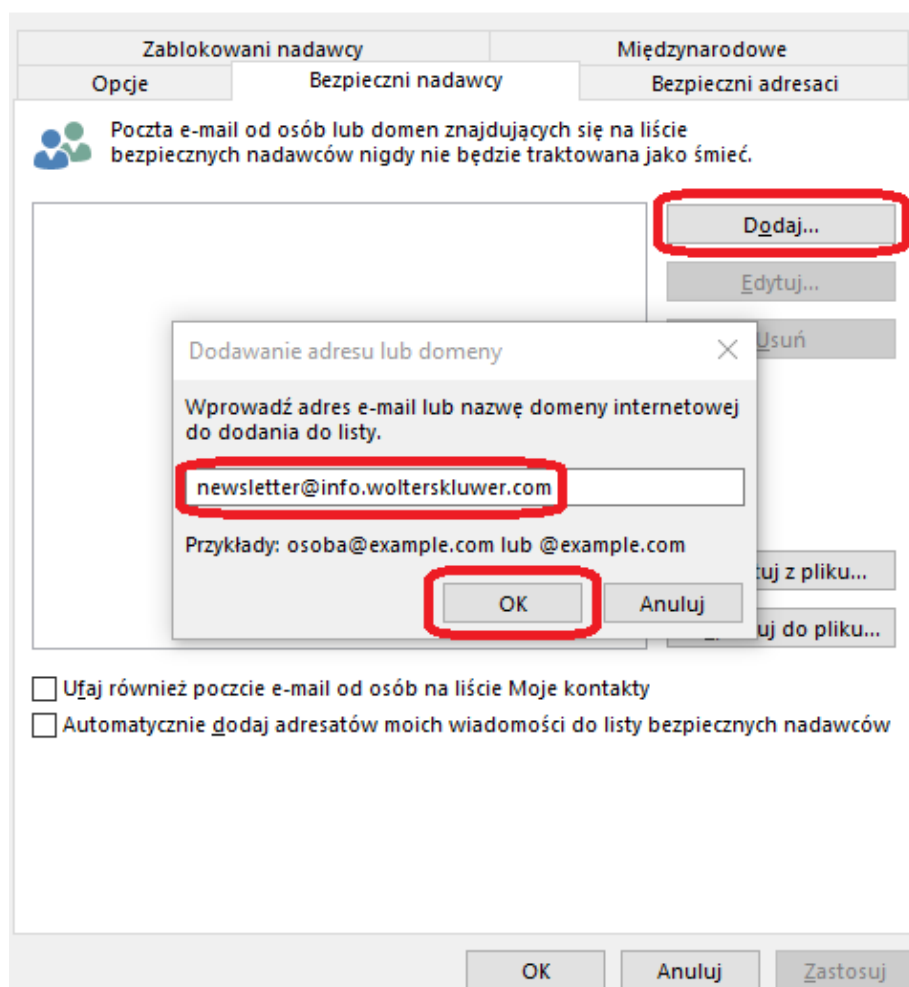 Zablokowani nadawcy
Międzynarodowe
Opcje
Bezpieczni nadawcy
Bezpieczni adresaci
Poczta e-mail od osób lub domen znajdujących się na liście
bezpiecznych nadawców nigdy nie będzie traktowana jako śmieć.
Dodaj...
Edytuj...
Usuń
Dodawanie adresu lub domeny
Wprowadź adres e-mail lub nazwę domeny internetowej
do dodania do listy.
newsletter@info.wolterskluwer.com
Przykłady: osoba@example.com lub @example.com
OK
Anuluj
z pliku...
do pliku...
Ufaj również poczcie e-mail od osób na liście Moje kontakty
Automatycznie dodaj adresatów moich wiadomości do listy bezpiecznych nadawców
OK
Anuluj
Zastosuj